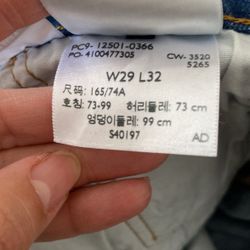 PC9- 12501-0366
PO- 4100477305
CW- 3520
5265
W29 L32
尺码: 165/74A
호칭: 73-99 허리둘레: 73 cm
엉덩이둘레: 99 cm
S40197
AD